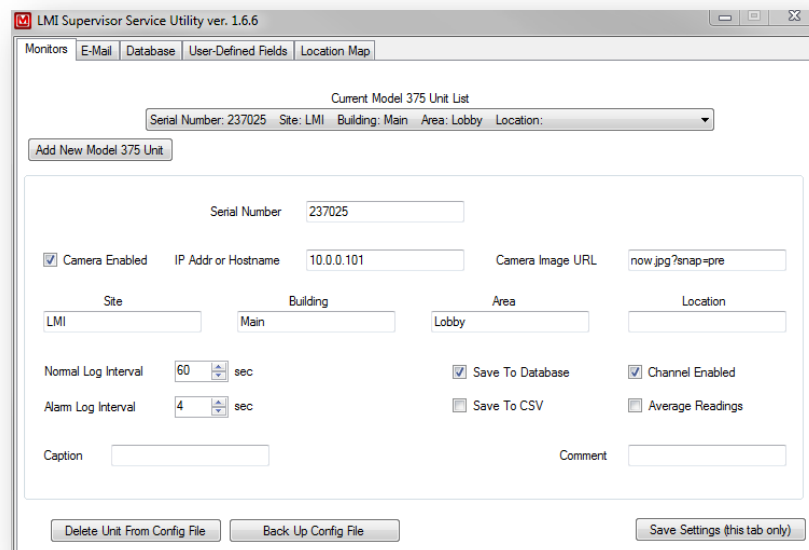 LMI Supervisor Service Utility ver. 1.6.6
Monitors E-Mail Database User-Defined Fields Location Map
Current Model 375 Unit List
Serial Number: 237025 Site: LMI Building: Main Area: Lobby Location:
Add New Model 375 Unit
Serial Number 237025
Camera Enabled IP Addr or Hostname 10.0.0.101 Camera Image URL now.jpg?snap=pre
Site Building Area Location
LMI Main Lobby
Normal Log Interval 60 sec Save To Database Channel Enabled
Alarm Log Interval 4 sec Save To CSV Average Readings
Caption Comment
Delete Unit From Config File Back Up Config File Save Settings (this tab only)